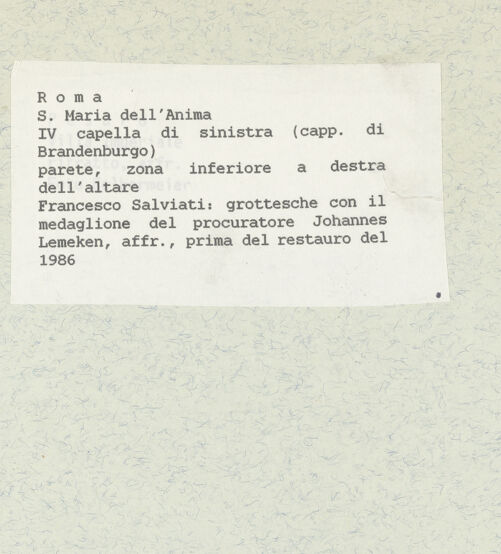 R o m a
S. Maria dell'Anima
IV capella di sinistra (capp. di
Brandenburgo)
parete, zona inferiore a destra
dell'altare
Francesco Salviati: grottesche con il
medaglione del procuratore Johannes
Lemeken, affr., prima del restauro del
1986